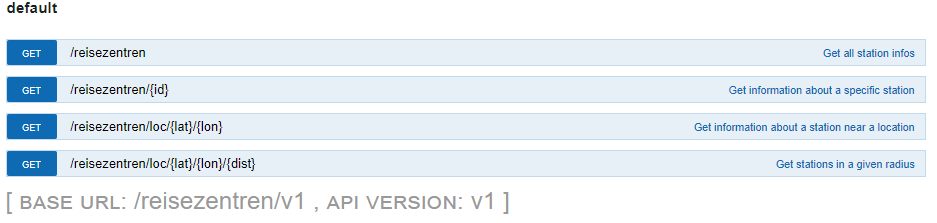 default
GET /reisezentren Get all station infos
GET /reisezentren/{id} Get information about a specific station
GET /reisezentren/loc/{lat}/{lon} Get information about a station near a location
GET /reisezentren/loc/{lat}/{lon}/{dist} Get stations in a given radius
[ BASE URL: /reisezentren/v1 , API VERSION: v1 ]